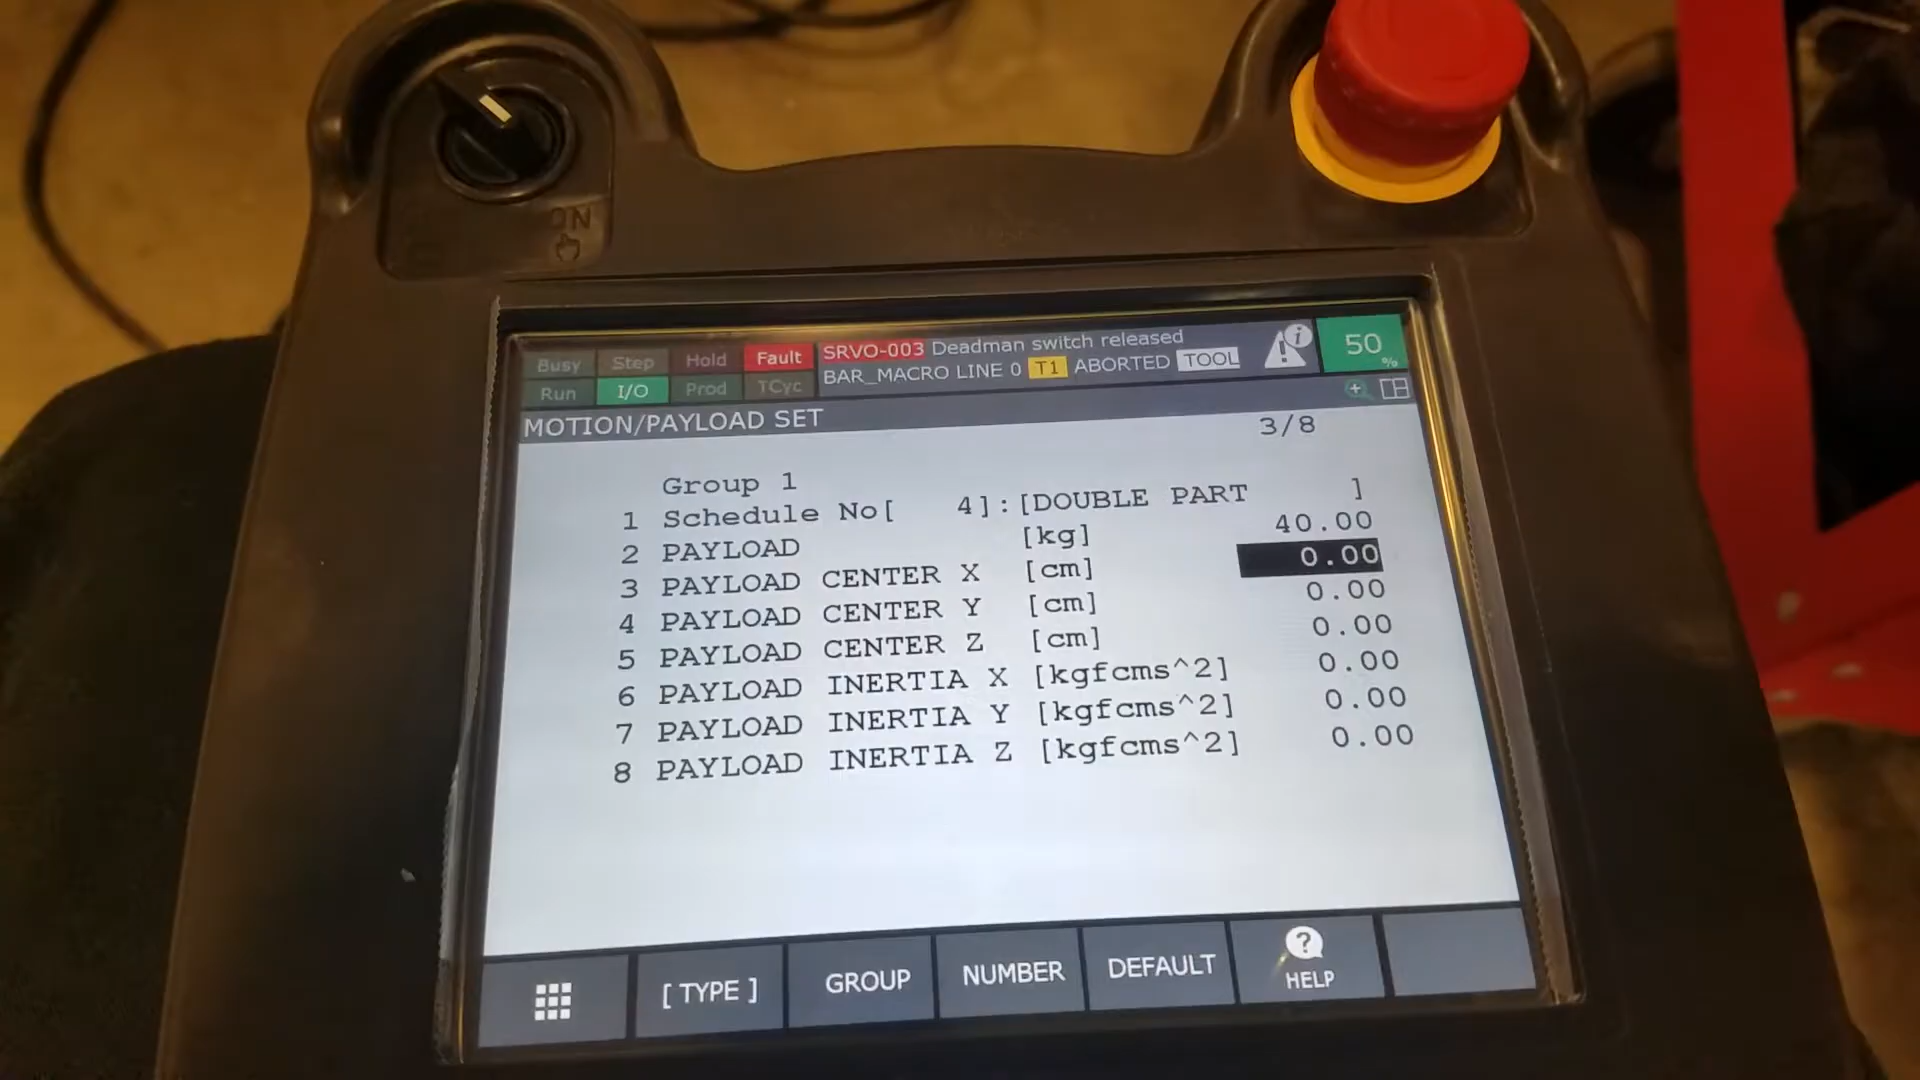 ON
Busy Step Hold Fault SRVO-003 Deadman switch released
Run I/O Prod TCyc BAR_MACRO LINE 0 T1 ABORTED TOOL
50 %
MOTION/PAYLOAD SET
3/8
Group 1
1 Schedule No[ 4]:[DOUBLE PART ]
2 PAYLOAD [kg] 40.00
3 PAYLOAD CENTER X [cm] 0.00
4 PAYLOAD CENTER Y [cm] 0.00
5 PAYLOAD CENTER Z [cm] 0.00
6 PAYLOAD INERTIA X [kgfcms^2] 0.00
7 PAYLOAD INERTIA Y [kgfcms^2] 0.00
8 PAYLOAD INERTIA Z [kgfcms^2] 0.00
[ TYPE ] GROUP NUMBER DEFAULT ? HELP